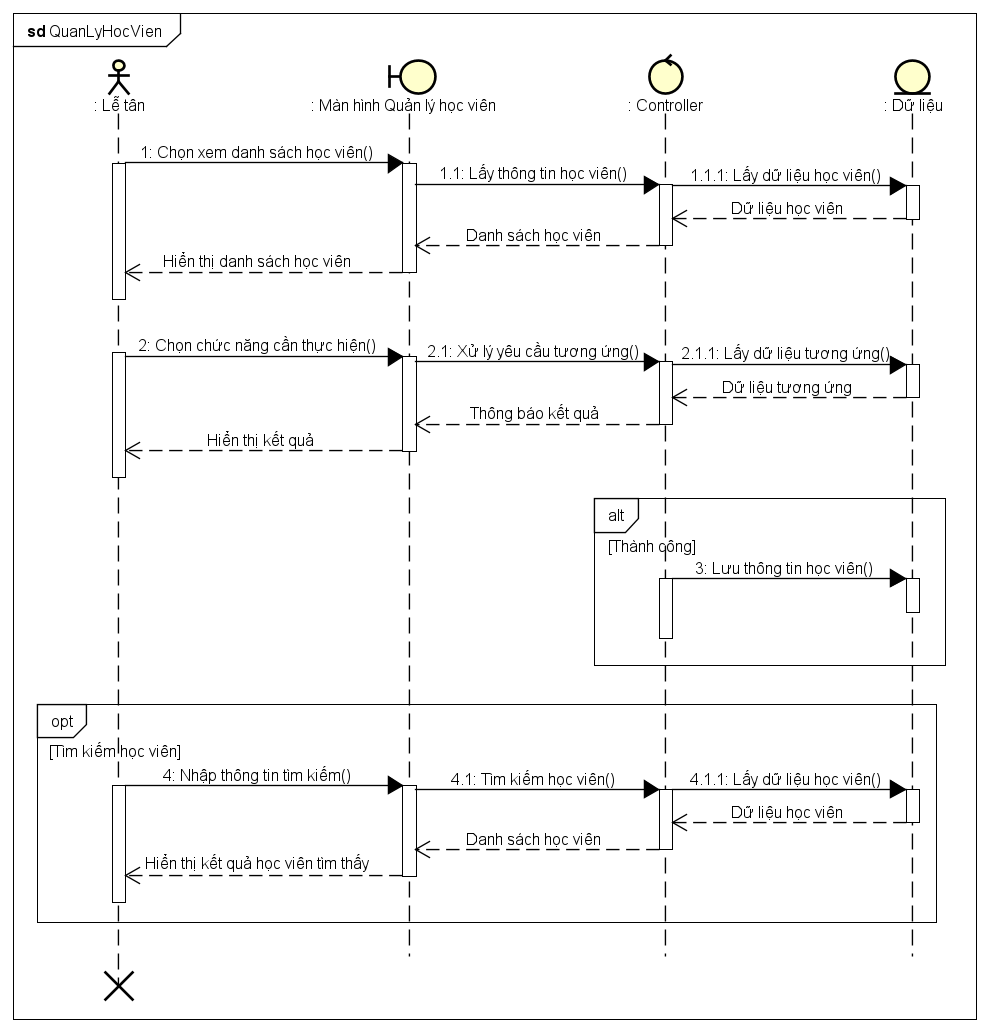 sd QuanLyHocVien
: Lễ tân
: Màn hình Quản lý học viên
: Controller
: Dữ liệu
1: Chọn xem danh sách học viên()
1.1: Lấy thông tin học viên()
1.1.1: Lấy dữ liệu học viên()
Dữ liệu học viên
Danh sách học viên
Hiển thị danh sách học viên
2: Chọn chức năng cần thực hiện()
2.1: Xử lý yêu cầu tương ứng()
2.1.1: Lấy dữ liệu tương ứng()
Dữ liệu tương ứng
Thông báo kết quả
Hiển thị kết quả
alt
[Thành công]
3: Lưu thông tin học viên()
opt
[Tìm kiếm học viên]
4: Nhập thông tin tìm kiếm()
4.1: Tìm kiếm học viên()
4.1.1: Lấy dữ liệu học viên()
Dữ liệu học viên
Danh sách học viên
Hiển thị kết quả học viên tìm thấy